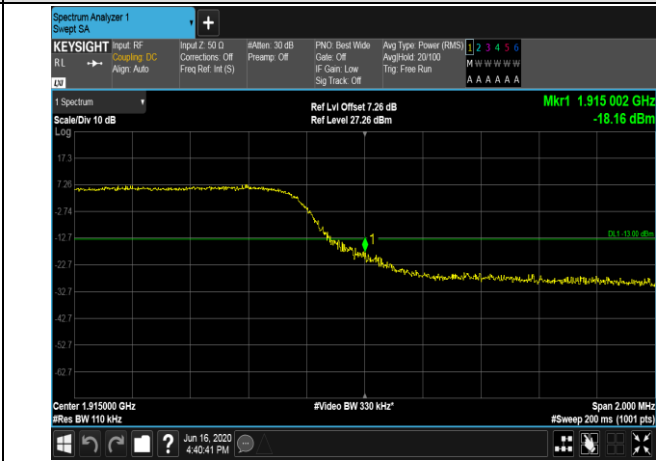 Spectrum Analyzer 1
Swept SA
+
KEYSIGHT
RL
Input: RF
Coupling: DC
Align: Auto
Input Z: 50 Ω
Corrections: Off
Freq Ref: Int (S)
#Atten: 30 dB
Preamp: Off
PNO: Best Wide
Gate: Off
IF Gain: Low
Sig Track: Off
Avg Type: Power (RMS)
Avg|Hold: 20/100
Trig: Free Run
1 2 3 4 5 6
M W W W W W
A A A A A A
1 Spectrum
Scale/Div 10 dB
Ref Lvl Offset 7.26 dB
Ref Level 27.26 dBm
Mkr1 1.915 002 GHz
-18.16 dBm
Log
17.3
7.26
-2.74
-12.7
-22.7
-32.7
-42.7
-52.7
-62.7
1
DL1 -13.00 dBm
Center 1.915000 GHz
#Res BW 110 kHz
#Video BW 330 kHz*
Span 2.000 MHz
#Sweep 200 ms (1001 pts)
?
Jun 16, 2020
4:40:41 PM